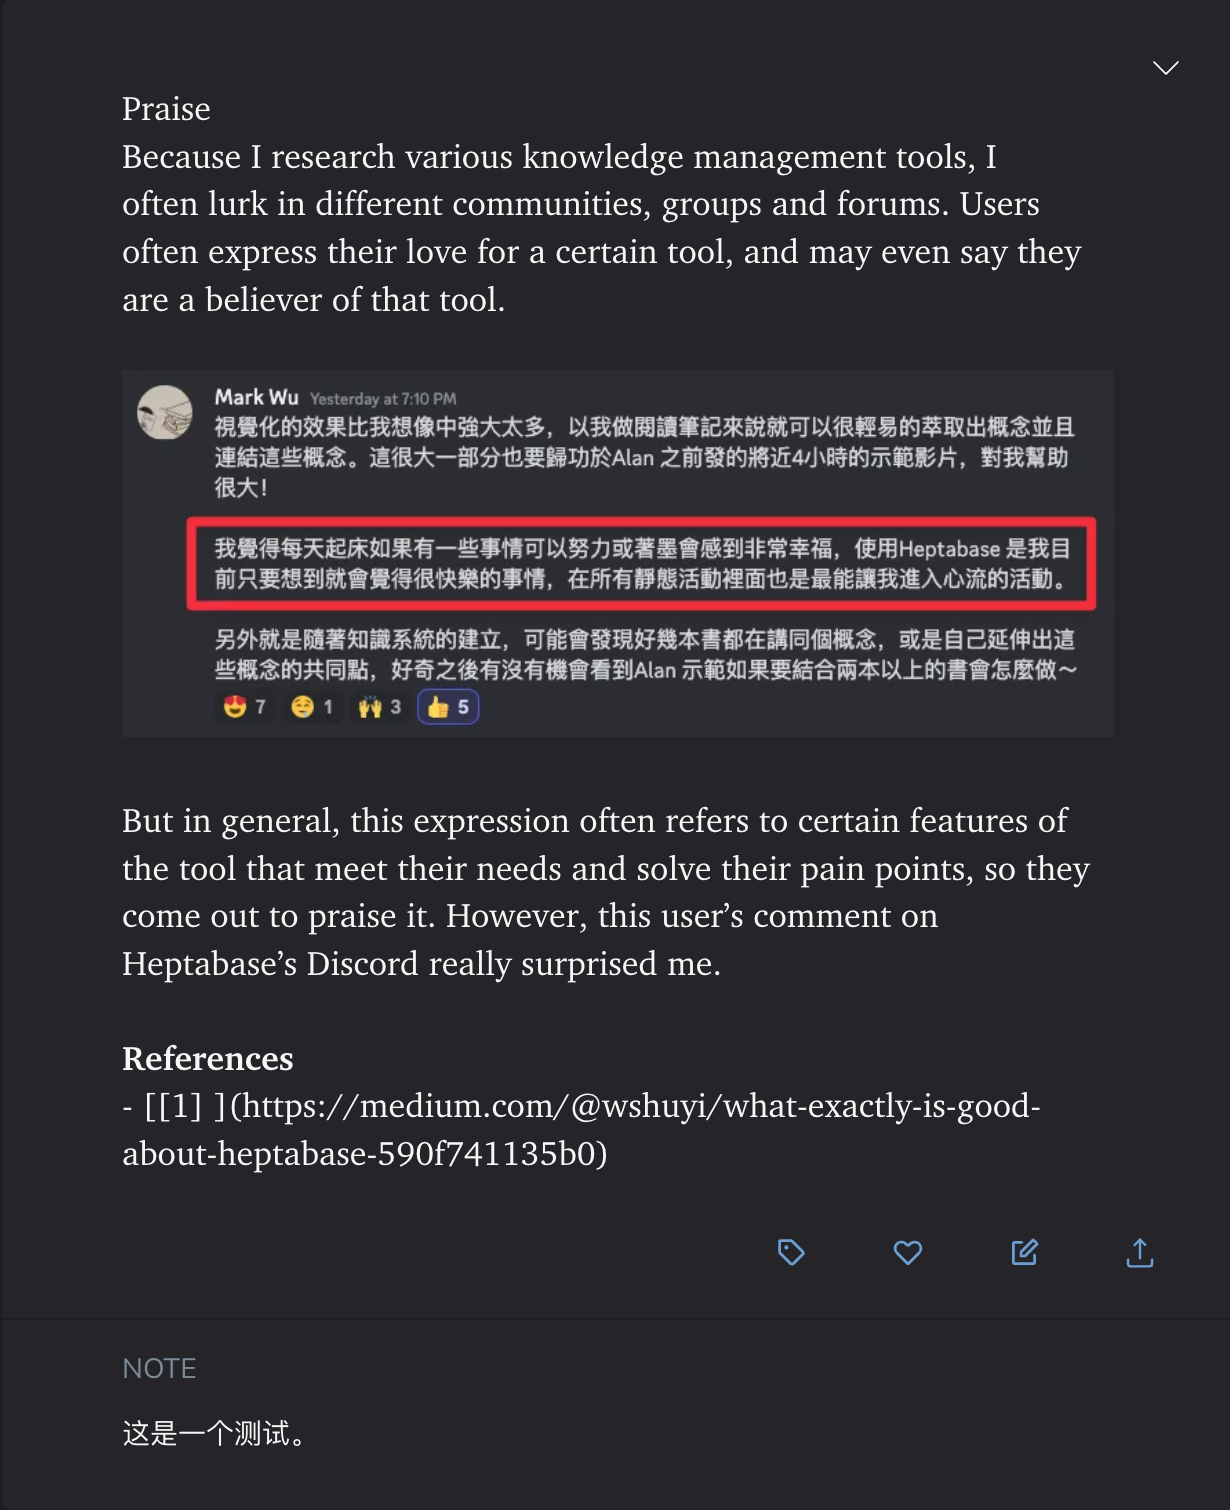 Praise
Because I research various knowledge management tools, I
often lurk in different communities, groups and forums. Users
often express their love for a certain tool, and may even say they
are a believer of that tool.
Mark Wu Yesterday at 7:10 PM
視覺化的效果比我想像中強大太多，以我做閱讀筆記來說就可以很輕易的萃取出概念並且
連結這些概念。這很大一部分也要歸功於Alan 之前發的將近4小時的示範影片，對我幫助
很大！
我覺得每天起床如果有一些事情可以努力或著墨會感到非常幸福，使用Heptabase 是我目
前只要想到就會覺得很快樂的事情，在所有靜態活動裡面也是最能讓我進入心流的活動。
另外就是隨著知識系統的建立，可能會發現好幾本書都在講同個概念，或是自己延伸出這
些概念的共同點，好奇之後有沒有機會看到Alan 示範如果要結合兩本以上的書會怎麼做～
😍 7 🤤 1 🙌 3 👍 5
But in general, this expression often refers to certain features of
the tool that meet their needs and solve their pain points, so they
come out to praise it. However, this user’s comment on
Heptabase’s Discord really surprised me.
References
- [[1] ](https://medium.com/@wshuyi/what-exactly-is-good-
about-heptabase-590f741135b0)
NOTE
这是一个测试。